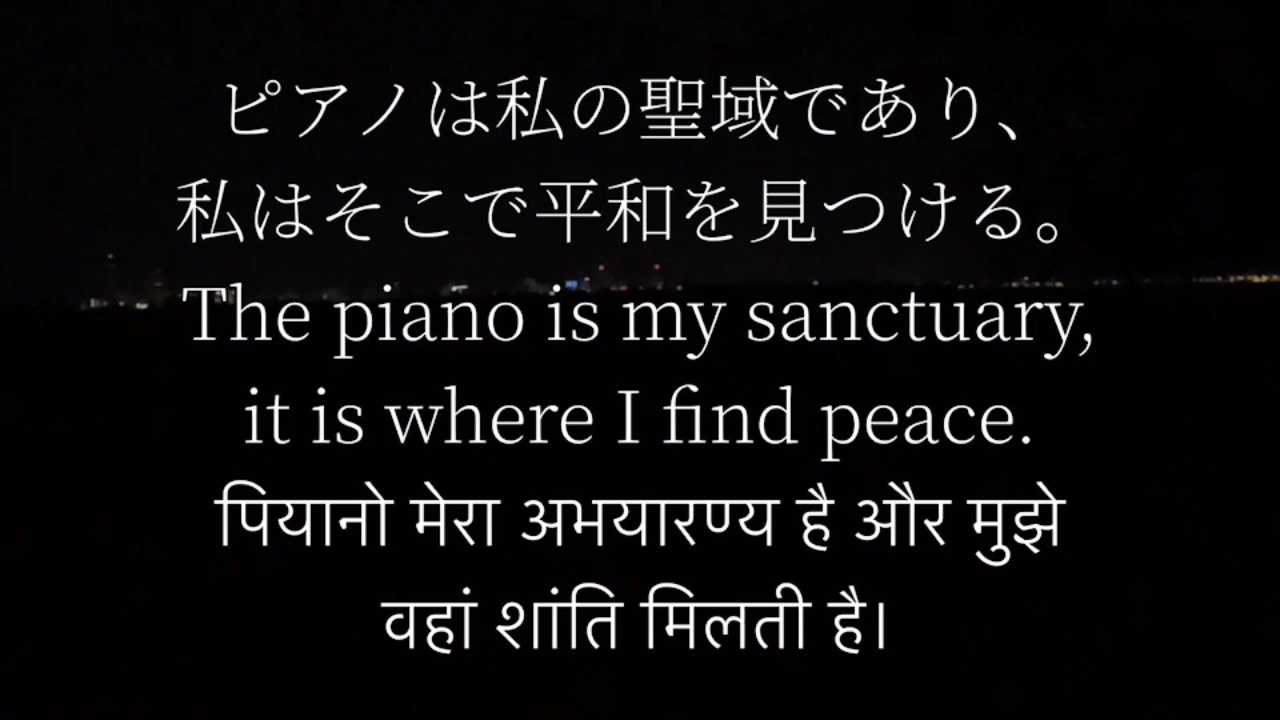 ピアノは私の聖域であり、
私はそこで平和を見つける。
The piano is my sanctuary,
it is where I find peace.
पियानो मेरा अभयारण्य है और मुझे
वहां शांति मिलती है।